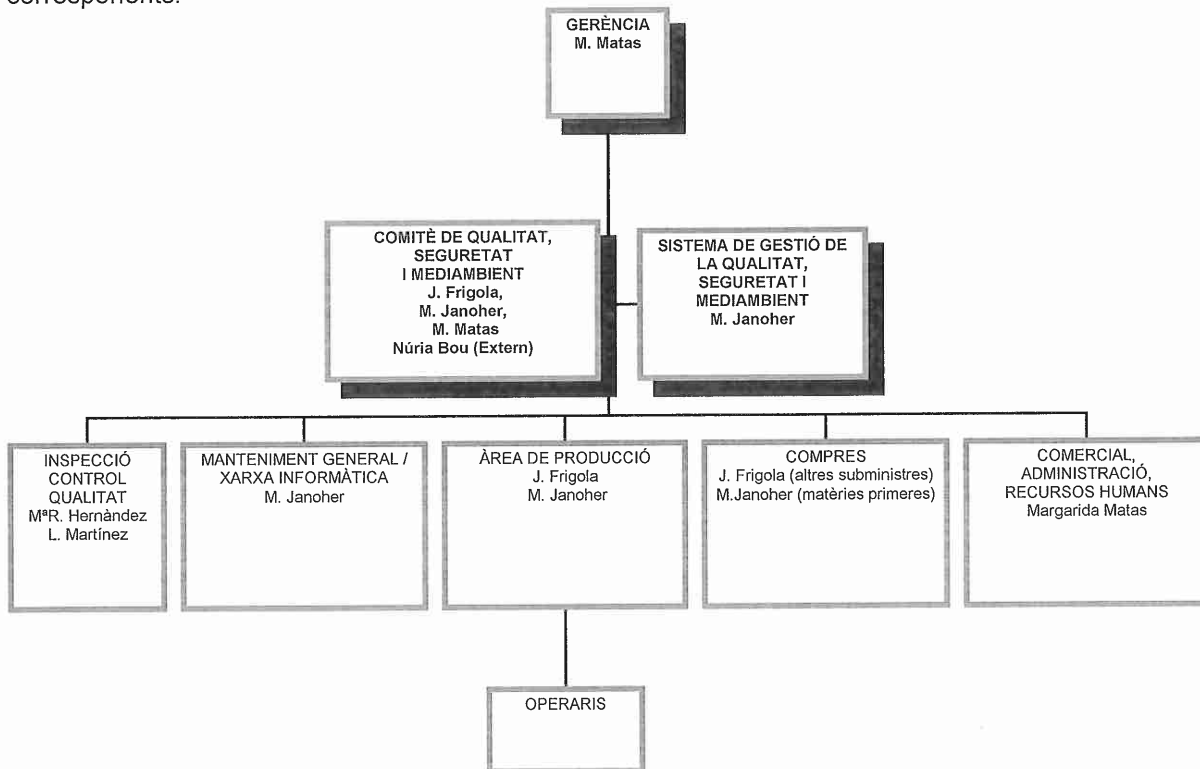 corresponents.
GERÈNCIA
M. Matas
COMITÈ DE QUALITAT,
SEGURETAT
I MEDIAMBIENT
J. Frigola,
M. Janoher,
M. Matas
Núria Bou (Extern)
SISTEMA DE GESTIÓ DE
LA QUALITAT,
SEGURETAT I
MEDIAMBIENT
M. Janoher
INSPECCIÓ
CONTROL
QUALITAT
MªR. Hernàndez
L. Martínez
MANTENIMENT GENERAL /
XARXA INFORMÀTICA
M. Janoher
ÀREA DE PRODUCCIÓ
J. Frigola
M. Janoher
COMPRES
J. Frigola (altres subministres)
M.Janoher (matèries primeres)
COMERCIAL,
ADMINISTRACIÓ,
RECURSOS HUMANS
Margarida Matas
OPERARIS